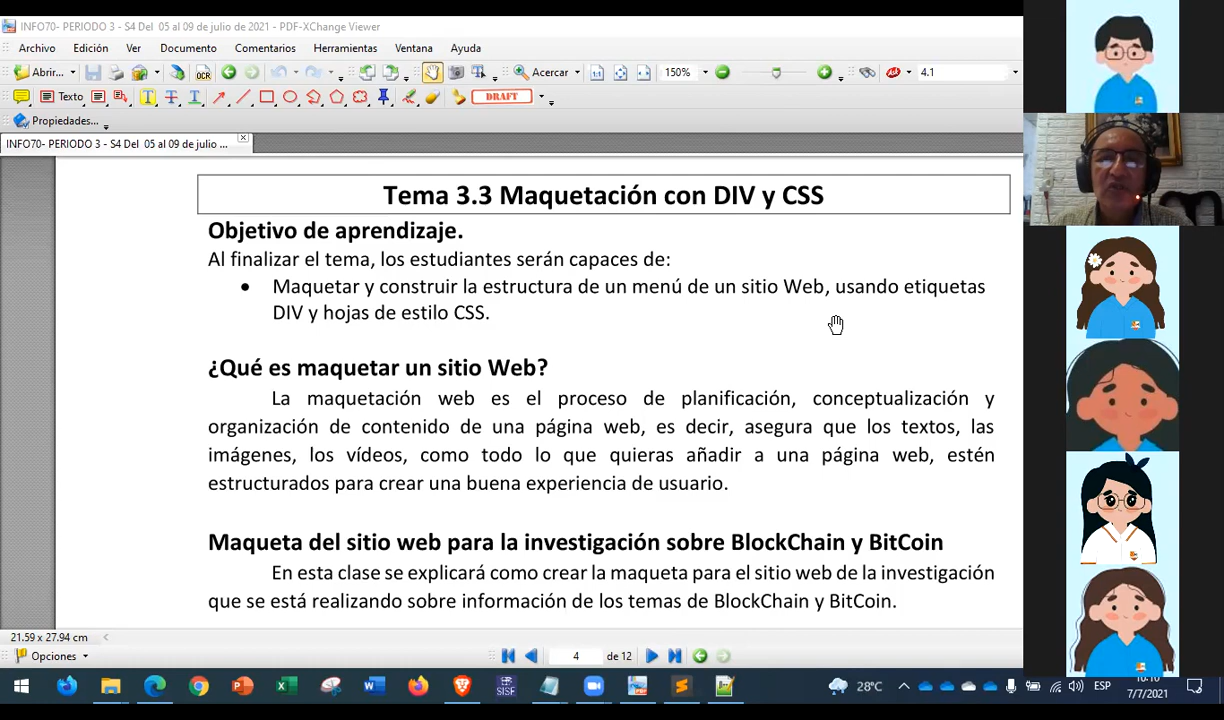 INFO70- PERIODO 3 - S4 Del 05 al 09 de julio de 2021 - PDF-XChange Viewer
Archivo Edición Ver Documento Comentarios Herramientas Ventana Ayuda
Abrir... OCR Acercar 150% 4.1
Texto DRAFT
Propiedades...
INFO70- PERIODO 3 - S4 Del 05 al 09 de julio ...
Tema 3.3 Maquetación con DIV y CSS
Objetivo de aprendizaje.
Al finalizar el tema, los estudiantes serán capaces de:
• Maquetar y construir la estructura de un menú de un sitio Web, usando etiquetas
DIV y hojas de estilo CSS.
¿Qué es maquetar un sitio Web?
La maquetación web es el proceso de planificación, conceptualización y
organización de contenido de una página web, es decir, asegura que los textos, las
imágenes, los vídeos, como todo lo que quieras añadir a una página web, estén
estructurados para crear una buena experiencia de usuario.
Maqueta del sitio web para la investigación sobre BlockChain y BitCoin
En esta clase se explicará como crear la maqueta para el sitio web de la investigación
que se está realizando sobre información de los temas de BlockChain y BitCoin.
21.59 x 27.94 cm
Opciones 4 de 12
28°C ESP 10:10
7/7/2021